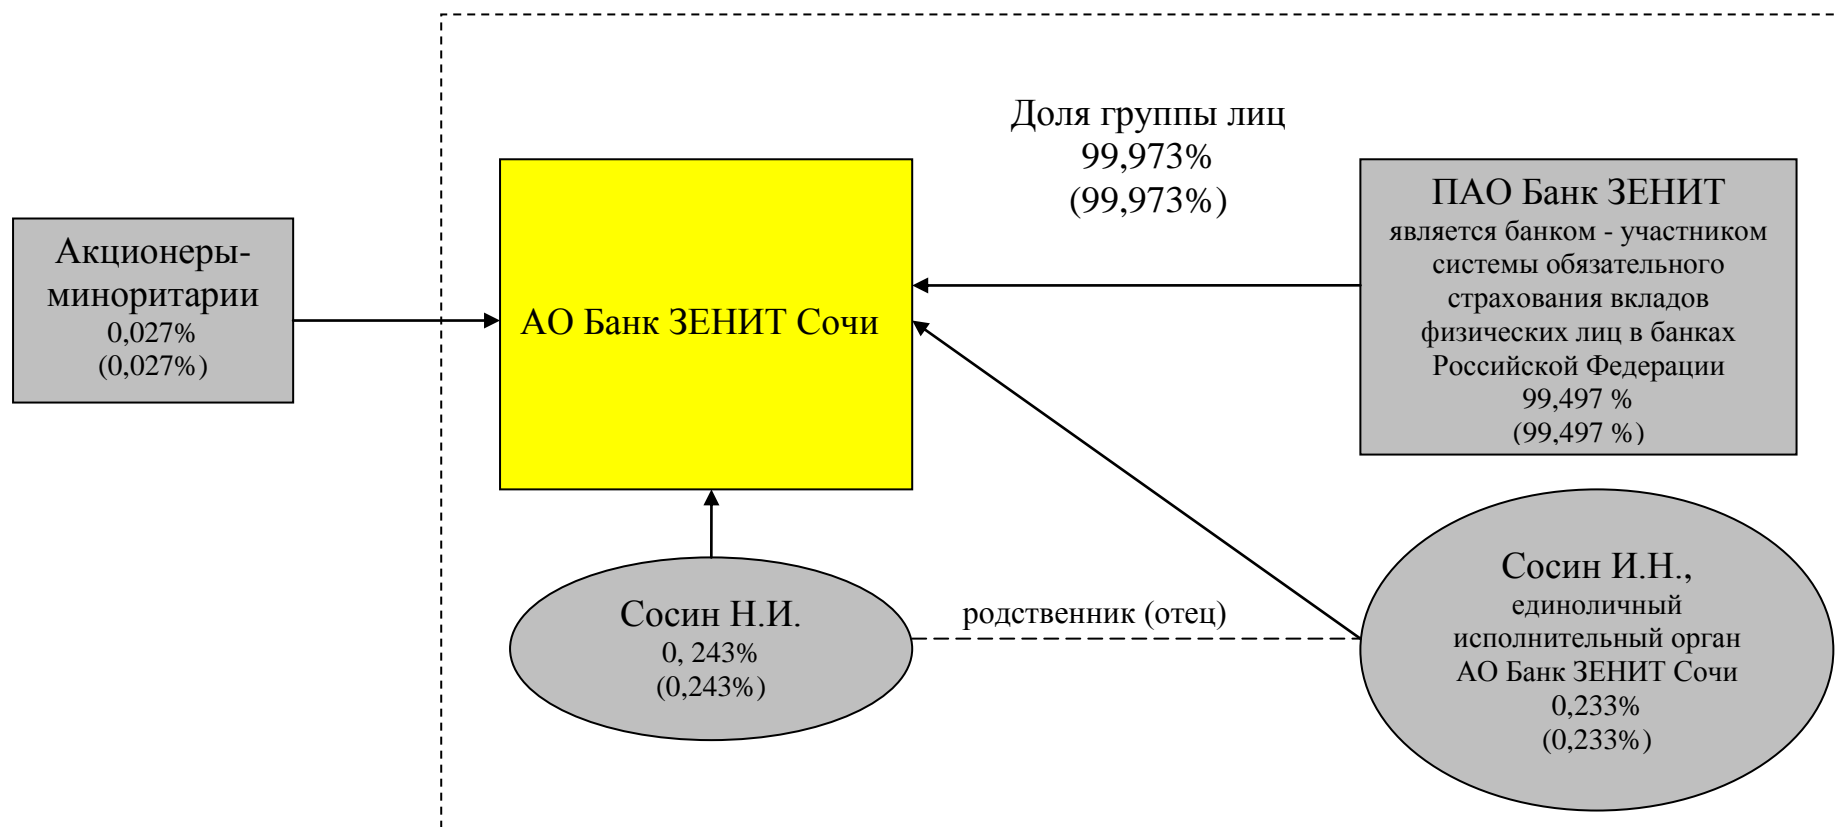 Доля группы лиц
99,973%
(99,973%)
Акционеры-
миноритарии
0,027%
(0,027%)
АО Банк ЗЕНИТ Сочи
ПАО Банк ЗЕНИТ
является банком - участником
системы обязательного
страхования вкладов
физических лиц в банках
Российской Федерации
99,497 %
(99,497 %)
Сосин Н.И.
0, 243%
(0,243%)
родственник (отец)
Сосин И.Н.,
единоличный
исполнительный орган
АО Банк ЗЕНИТ Сочи
0,233%
(0,233%)